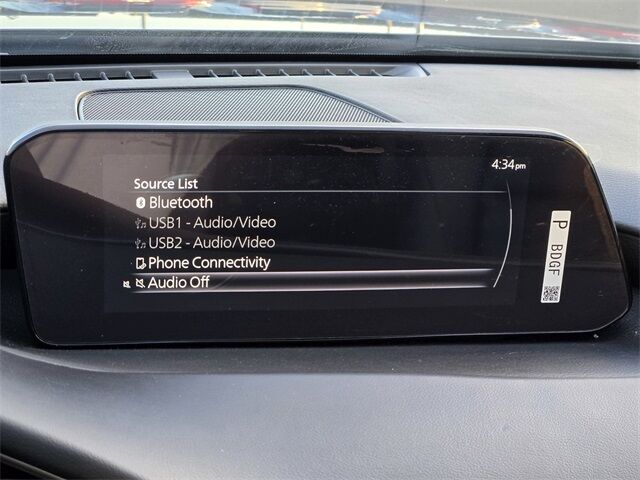 4:34pm
Source List
Bluetooth
USB1 - Audio/Video
USB2 - Audio/Video
Phone Connectivity
Audio Off
P BDGF